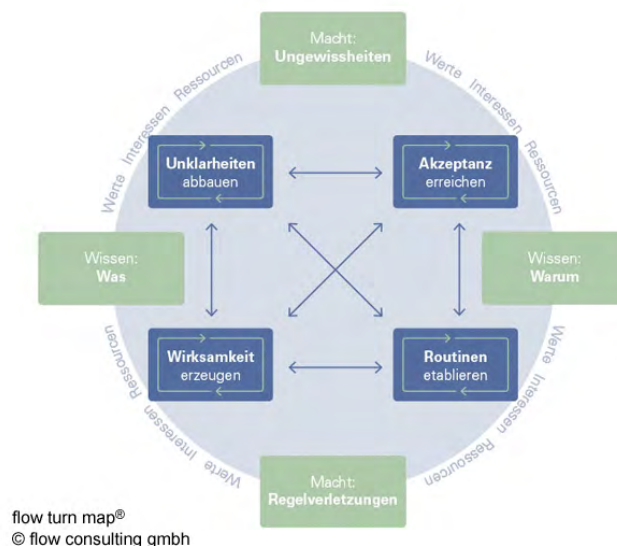 Macht:
Ungewissheiten
Werte Interessen Ressourcen
Werte Interessen Ressourcen
Unklarheiten
abbauen
Akzeptanz
erreichen
Wissen:
Was
Wissen:
Warum
Wirksamkeit
erzeugen
Routinen
etablieren
Werte Interessen Ressourcen
Werte Interessen Ressourcen
Macht:
Regelverletzungen
flow turn map®
© flow consulting gmbh